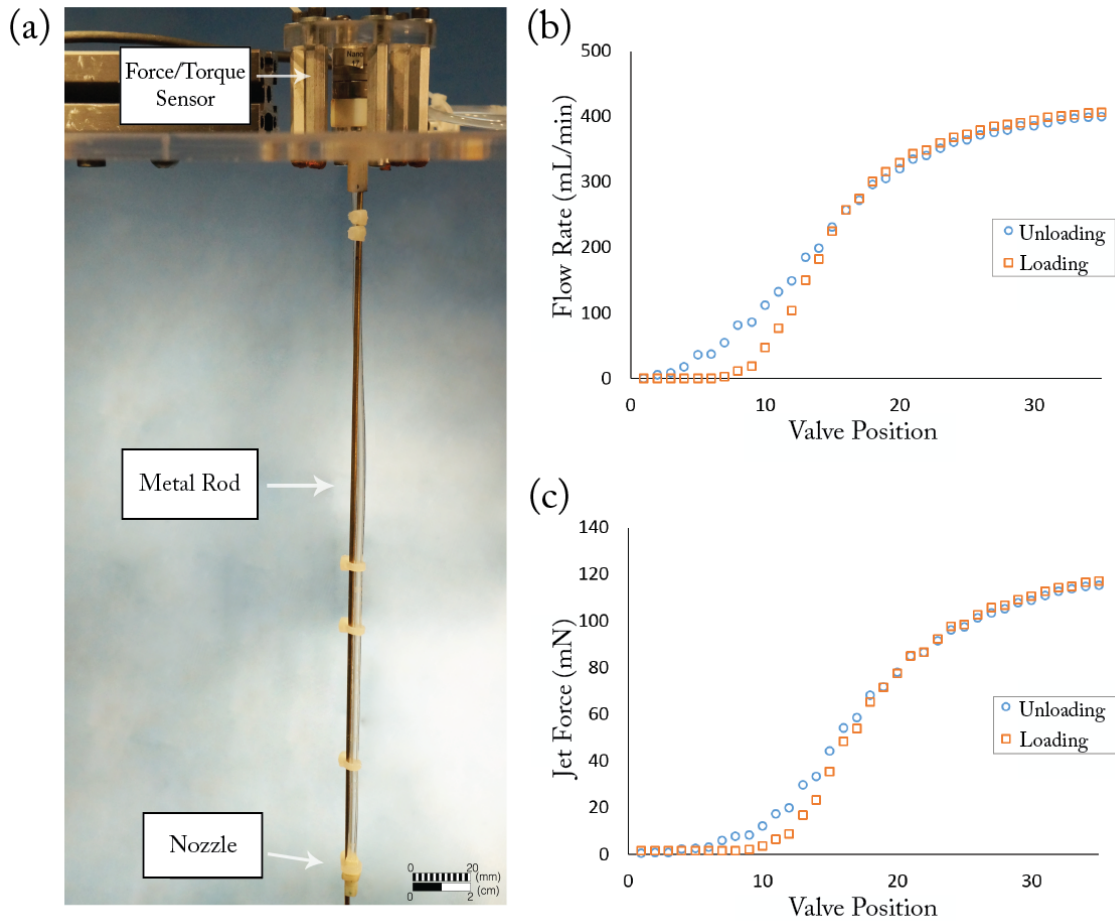 (a)
Force/Torque
Sensor
Nano
Metal Rod
Nozzle
0 20
(mm)
(cm)
0 2
(b)
500
400
300
200
100
0
Flow Rate (mL/min)
Unloading
Loading
0 10 20 30
Valve Position
(c)
140
120
100
80
60
40
20
0
Jet Force (mN)
Unloading
Loading
0 10 20 30
Valve Position